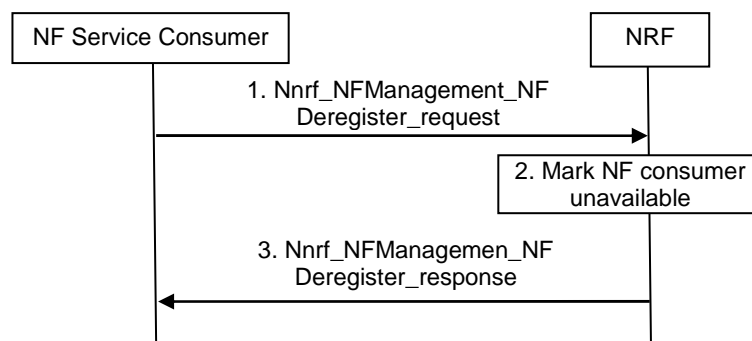 NF Service Consumer
NRF
1. Nnrf_NFManagement_NF
Deregister_request
2. Mark NF consumer
unavailable
3. Nnrf_NFManagemen_NF
Deregister_response